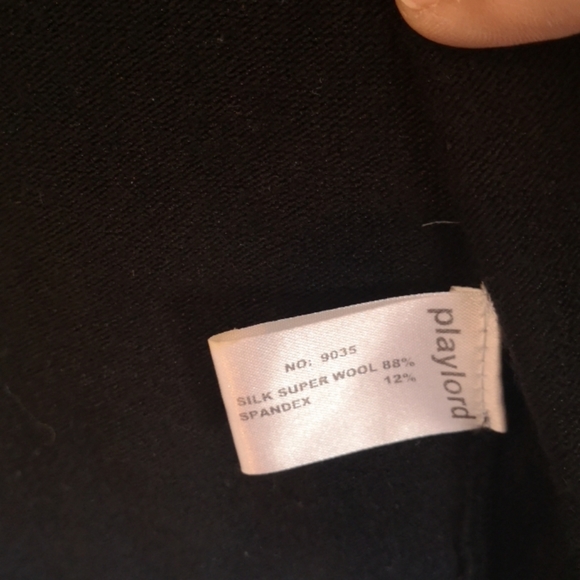 playlord
NO: 9035
SILK SUPER WOOL 88%
SPANDEX 12%